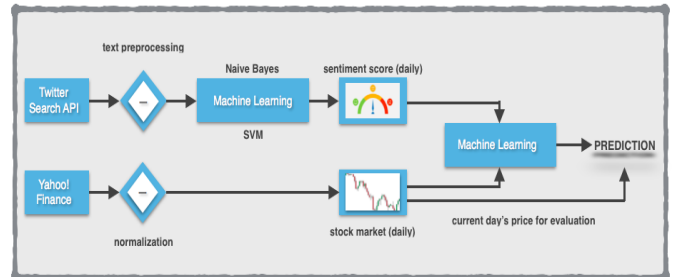 text preprocessing
Naive Bayes
sentiment score (daily)
Twitter
Search API
Machine Learning
SVM
Machine Learning
PREDICTION
Yahoo!
Finance
normalization
stock market (daily)
current day's price for evaluation